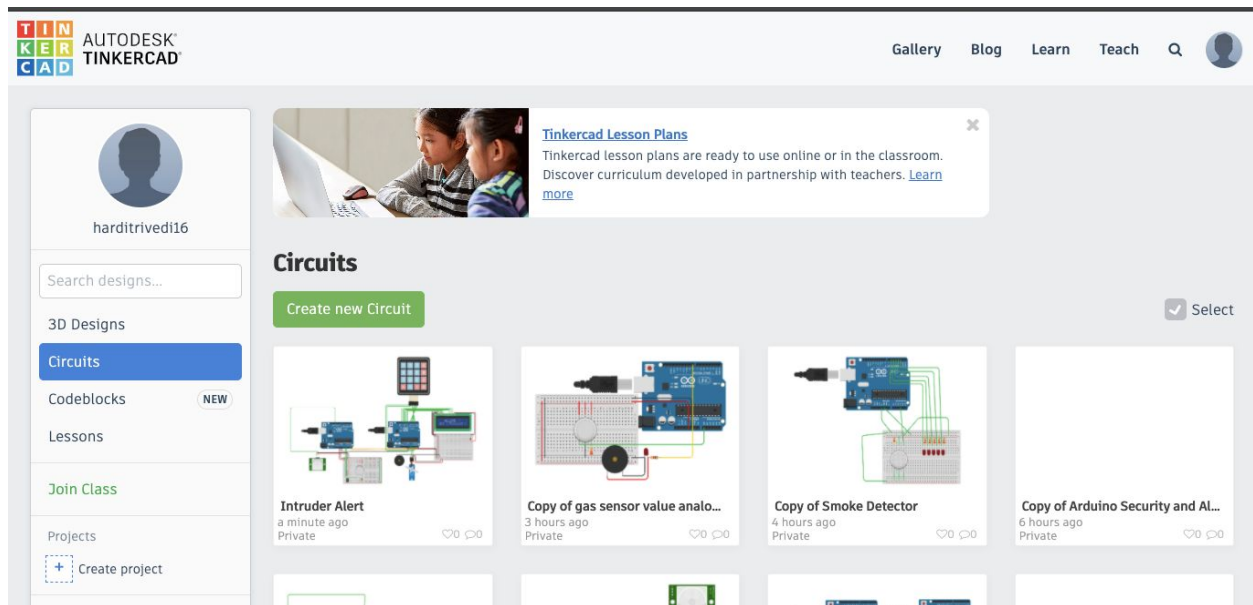 TIN
KER
CAD
AUTODESK®
TINKERCAD®
Gallery
Blog
Learn
Teach
harditrivedi16
Search designs...
3D Designs
Circuits
Codeblocks
NEW
Lessons
Join Class
Projects
+ Create project
Tinkercad Lesson Plans
Tinkercad lesson plans are ready to use online or in the classroom.
Discover curriculum developed in partnership with teachers. Learn
more
Circuits
Create new Circuit
Select
Intruder Alert
a minute ago
Private
0 0
Copy of gas sensor value analo...
3 hours ago
Private
0 0
Copy of Smoke Detector
4 hours ago
Private
0 0
Copy of Arduino Security and Al...
6 hours ago
Private
0 0